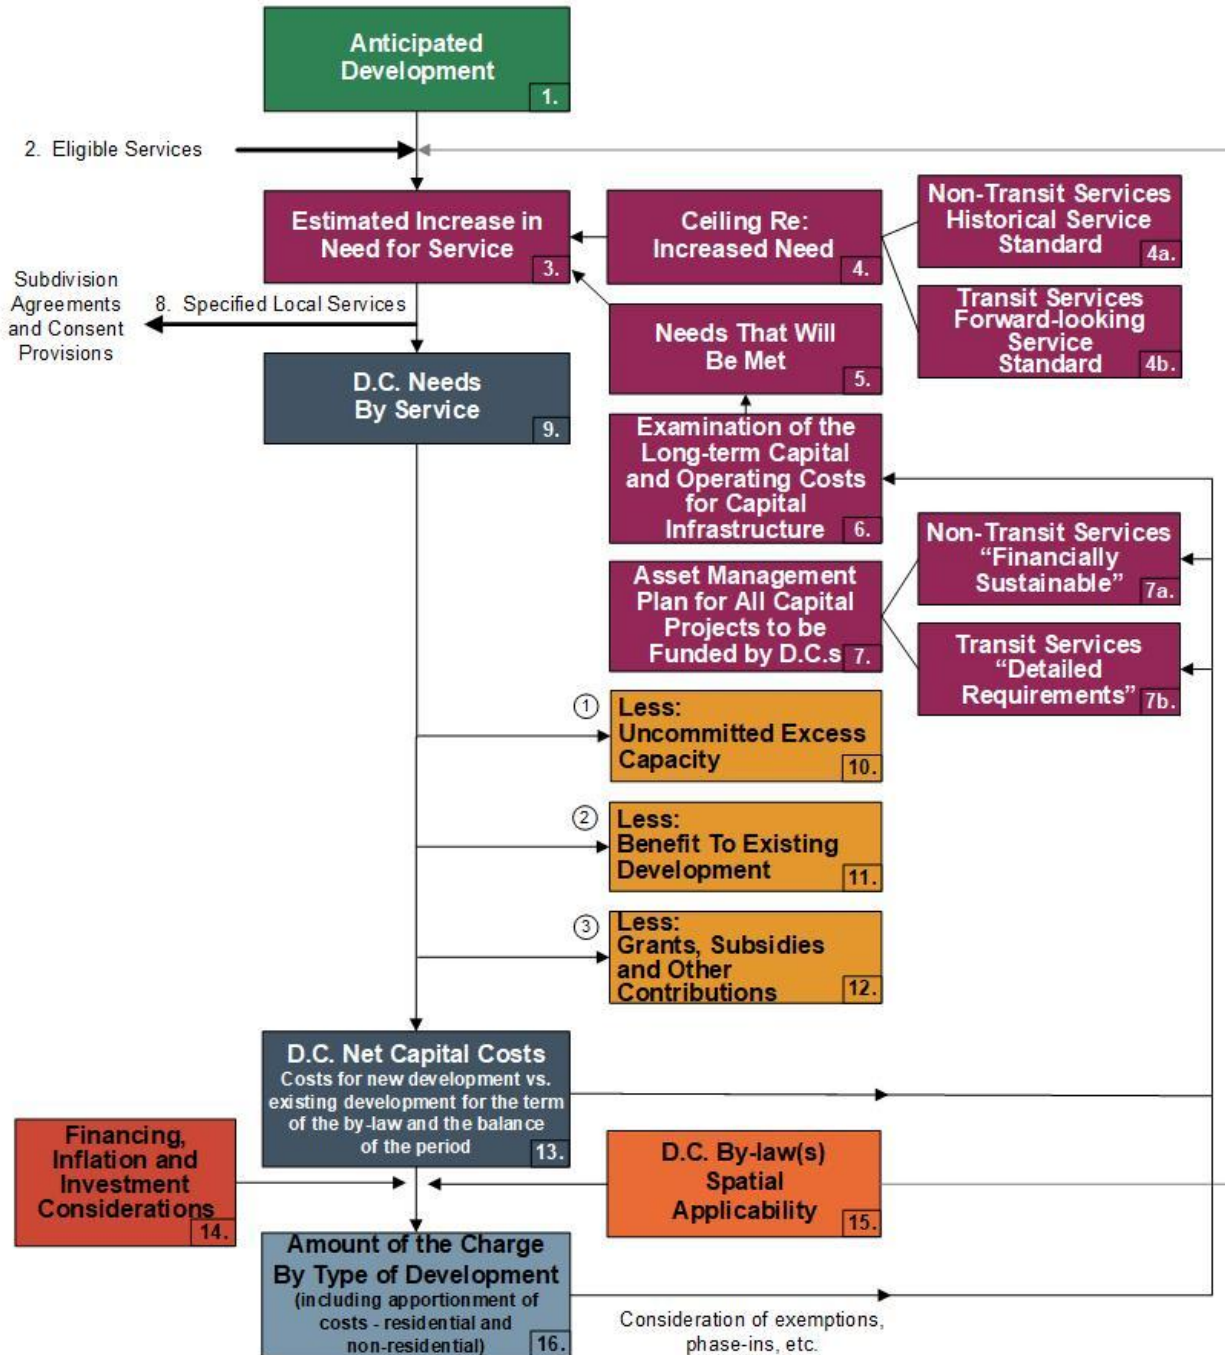 Anticipated
Development
1.
2. Eligible Services
Estimated Increase in
Need for Service
3.
Ceiling Re:
Increased Need
4.
Non-Transit Services
Historical Service
Standard
4a.
Transit Services
Forward-looking
Service
Standard
4b.
Subdivision
Agreements
and Consent
Provisions
8. Specified Local Services
Needs That Will
Be Met
5.
D.C. Needs
By Service
9.
Examination of the
Long-term Capital
and Operating Costs
for Capital
Infrastructure
6.
Asset Management
Plan for All Capital
Projects to be
Funded by D.C.s
7.
Non-Transit Services
“Financially
Sustainable”
7a.
Transit Services
“Detailed
Requirements”
7b.
1
Less:
Uncommitted Excess
Capacity
10.
2
Less:
Benefit To Existing
Development
11.
3
Less:
Grants, Subsidies
and Other
Contributions
12.
D.C. Net Capital Costs
Costs for new development vs.
existing development for the term
of the by-law and the balance
of the period
13.
Financing,
Inflation and
Investment
Considerations
14.
D.C. By-law(s)
Spatial
Applicability
15.
Amount of the Charge
By Type of Development
(including apportionment of
costs - residential and
non-residential)
16.
Consideration of exemptions,
phase-ins, etc.